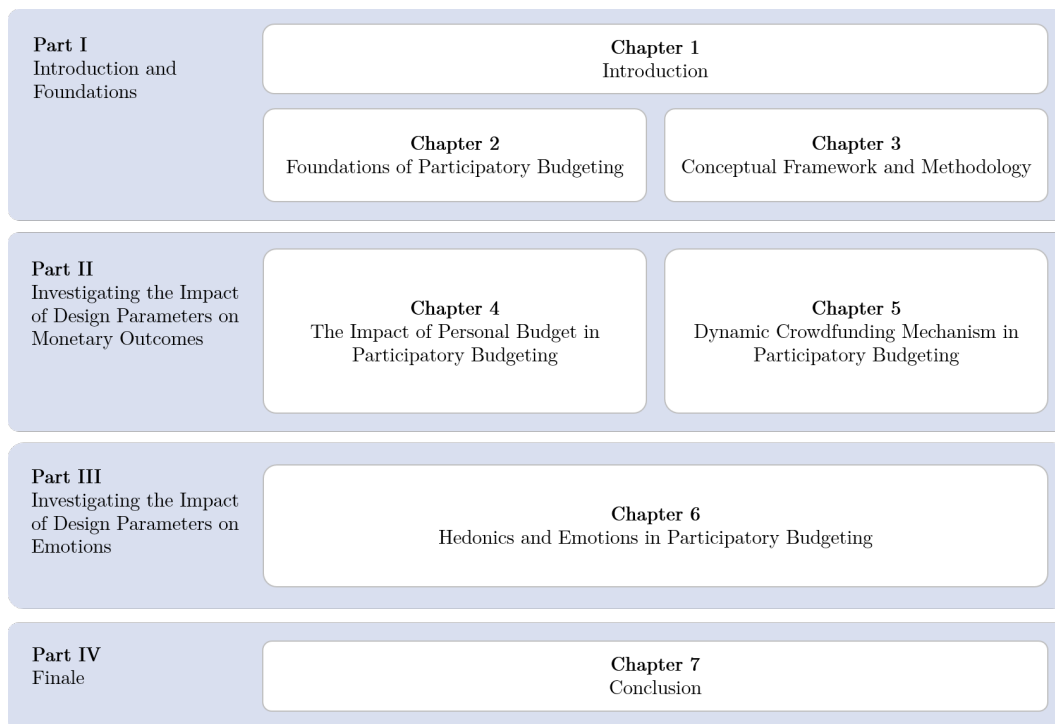 Part I
Introduction and
Foundations
Chapter 1
Introduction
Chapter 2
Foundations of Participatory Budgeting
Chapter 3
Conceptual Framework and Methodology
Part II
Investigating the Impact
of Design Parameters on
Monetary Outcomes
Chapter 4
The Impact of Personal Budget in
Participatory Budgeting
Chapter 5
Dynamic Crowdfunding Mechanism in
Participatory Budgeting
Part III
Investigating the Impact
of Design Parameters on
Emotions
Chapter 6
Hedonics and Emotions in Participatory Budgeting
Part IV
Finale
Chapter 7
Conclusion